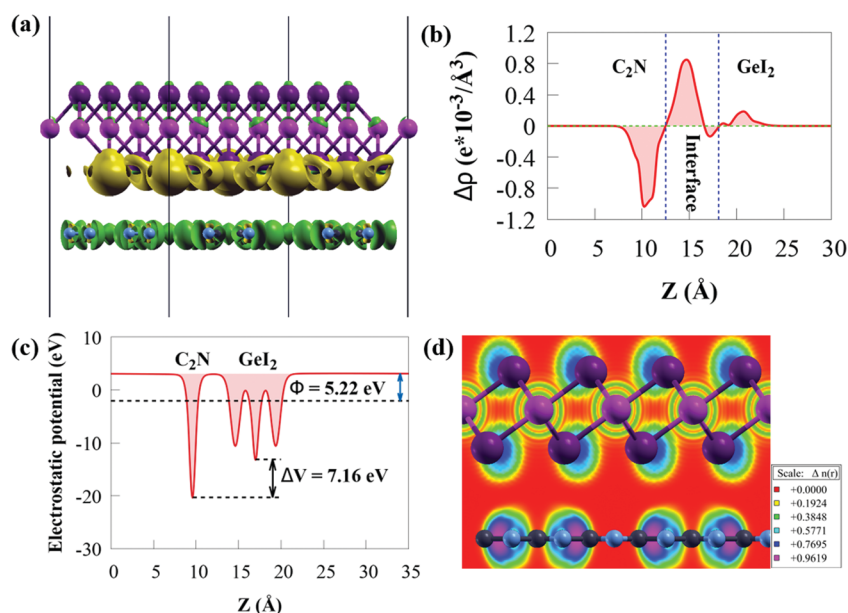 (a)
(b)
Δρ (e*10⁻³/Å³)
1.2
0.4
0
-0.4
-0.8
-1.2
C₂N
GeI₂
Interface
0 5 10 15 20 25 30
Z (Å)
(c)
Electrostatic potential (eV)
10
0
-10
-20
-30
C₂N GeI₂
Φ = 5.22 eV
ΔV = 7.16 eV
0 5 10 15 20 25 30 35
Z (Å)
(d)
Scale: Δ n(r)
+0.0000
+0.1924
+0.3848
+0.5771
+0.7695
+0.9619